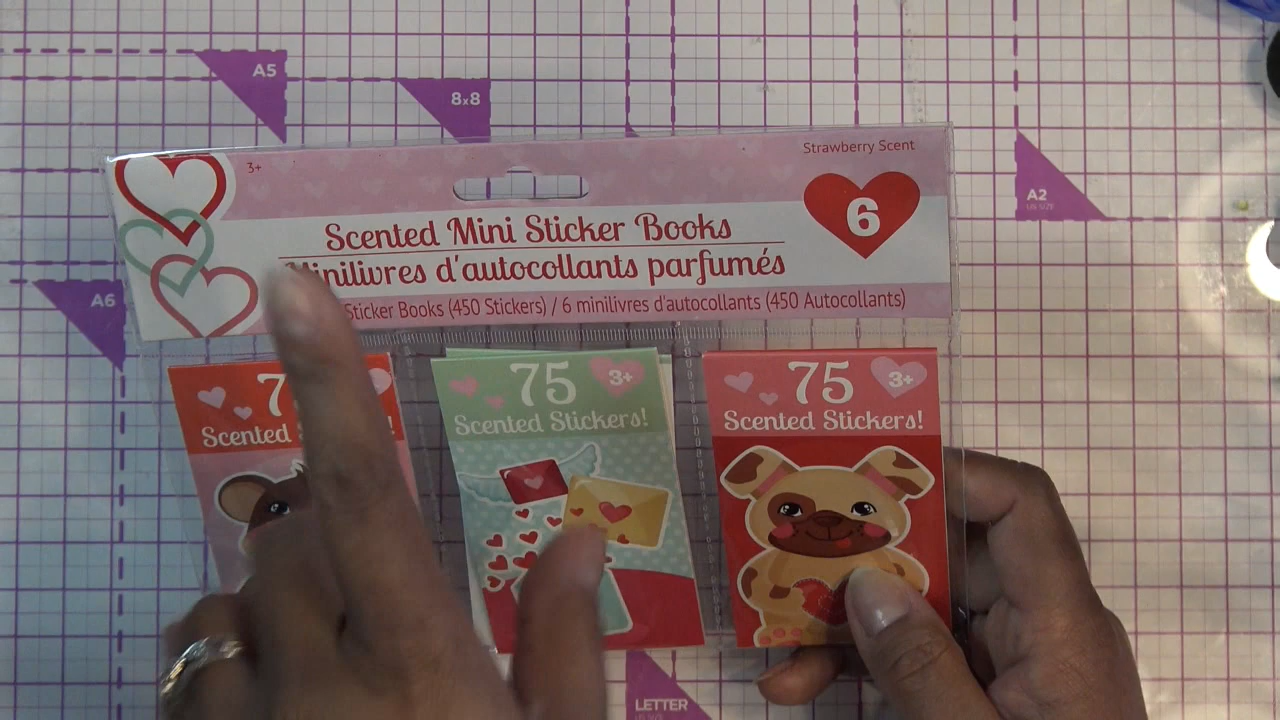 A5
8x8
A2
A6
LETTER
3+
Strawberry Scent
6
Scented Mini Sticker Books
Minilivres d'autocollants parfumés
Sticker Books (450 Stickers) / 6 minilivres d'autocollants (450 Autocollants)
7
Scented
75
3+
Scented Stickers!
75
3+
Scented Stickers!